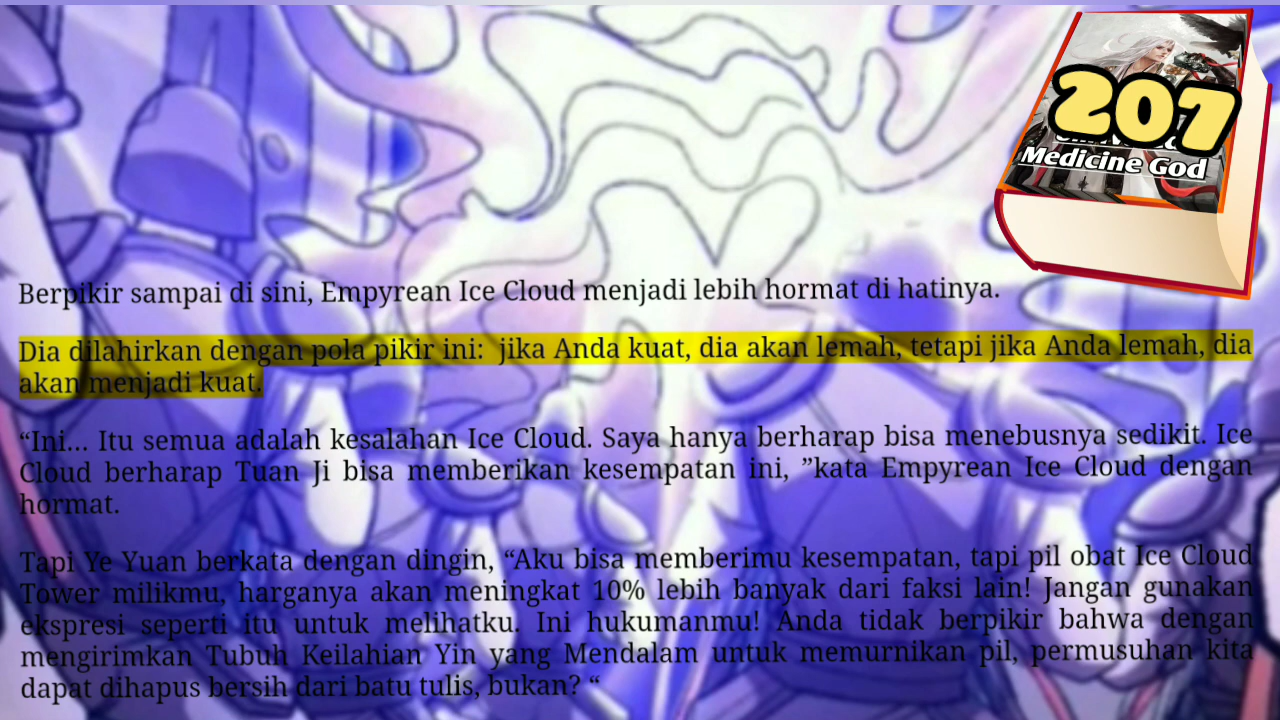 207
Medicine God
Berpikir sampai di sini, Empyrean Ice Cloud menjadi lebih hormat di hatinya.
Dia dilahirkan dengan pola pikir ini:  jika Anda kuat, dia akan lemah, tetapi jika Anda lemah, dia
akan menjadi kuat.
“Ini... Itu semua adalah kesalahan Ice Cloud. Saya hanya berharap bisa menebusnya sedikit. Ice
Cloud berharap Tuan Ji bisa memberikan kesempatan ini, ”kata Empyrean Ice Cloud dengan
hormat.
Tapi Ye Yuan berkata dengan dingin, “Aku bisa memberimu kesempatan, tapi pil obat Ice Cloud
Tower milikmu, harganya akan meningkat 10% lebih banyak dari faksi lain! Jangan gunakan
ekspresi seperti itu untuk melihatku. Ini hukumanmu! Anda tidak berpikir bahwa dengan
mengirimkan Tubuh Keilahian Yin yang Mendalam untuk memurnikan pil, permusuhan kita
dapat dihapus bersih dari batu tulis, bukan? “